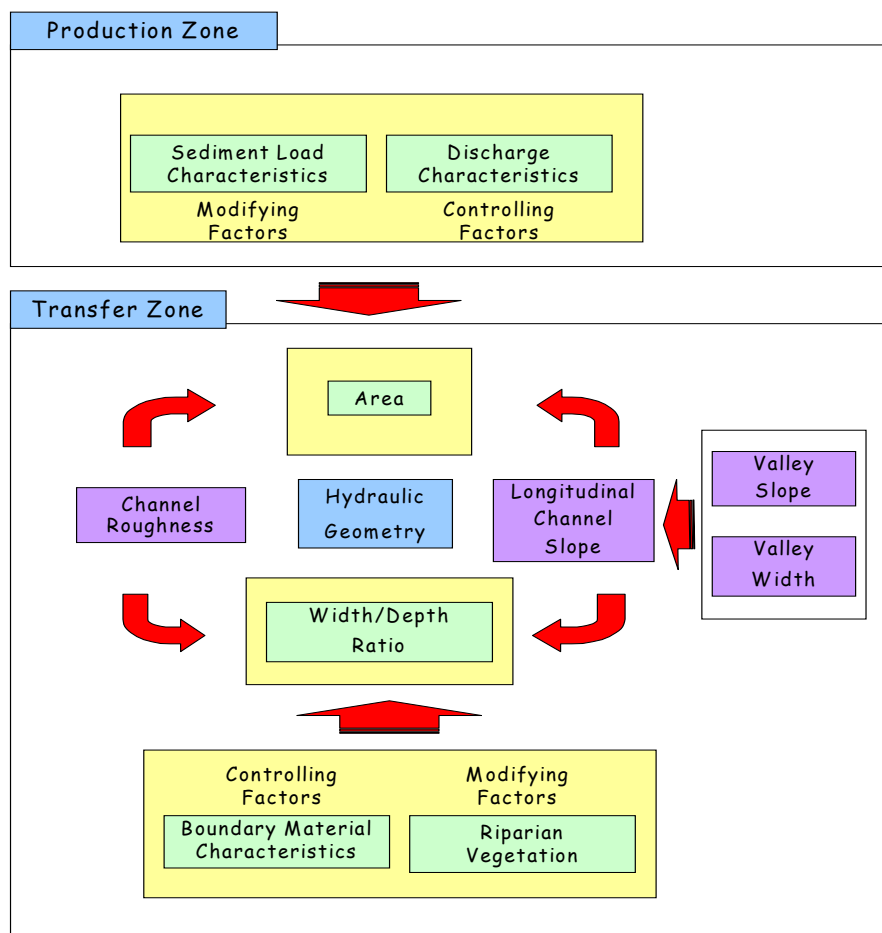 Production Zone
Sediment Load
Characteristics
Discharge
Characteristics
Modifying
Factors
Controlling
Factors
Transfer Zone
Area
Channel
Roughness
Hydraulic
Geometry
Longitudinal
Channel
Slope
Valley
Slope
Valley
Width
Width/Depth
Ratio
Controlling
Factors
Modifying
Factors
Boundary Material
Characteristics
Riparian
Vegetation